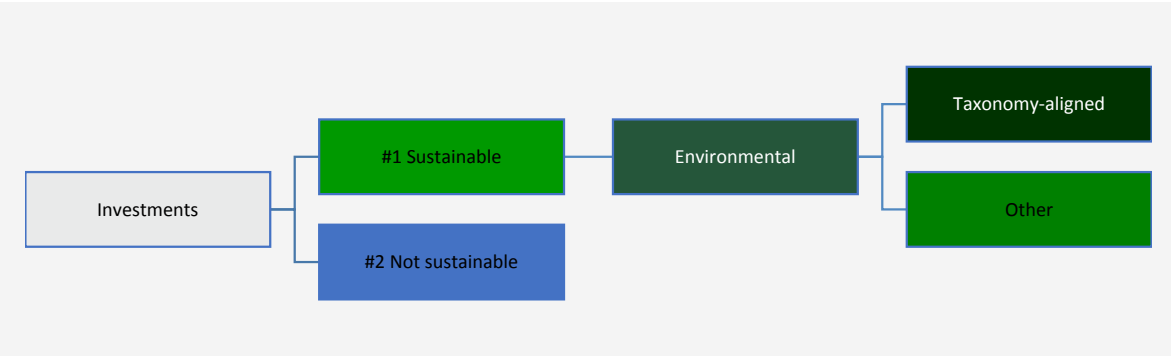 Investments
#1 Sustainable
#2 Not sustainable
Environmental
Taxonomy-aligned
Other